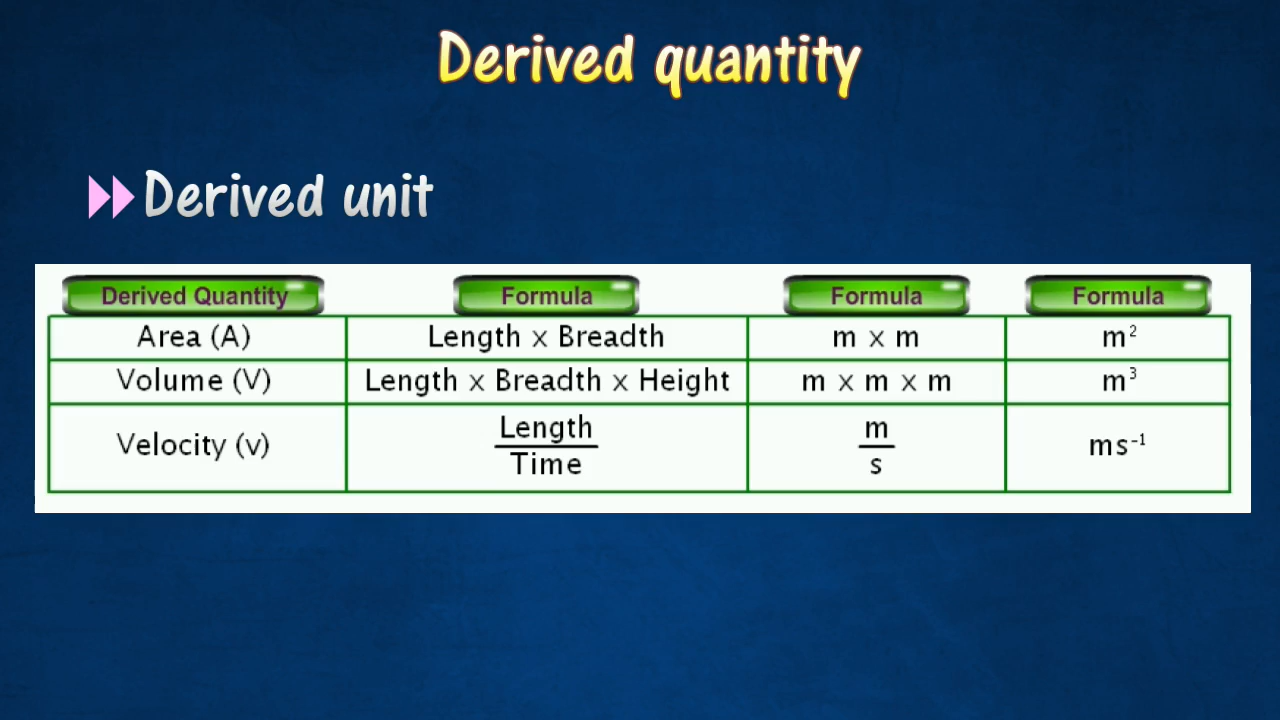 Derived quantity
Derived unit
Derived Quantity Formula Formula Formula
Area (A) Length x Breadth m x m m²
Volume (V) Length x Breadth x Height m x m x m m³
Velocity (v) Length/Time m/s ms⁻¹